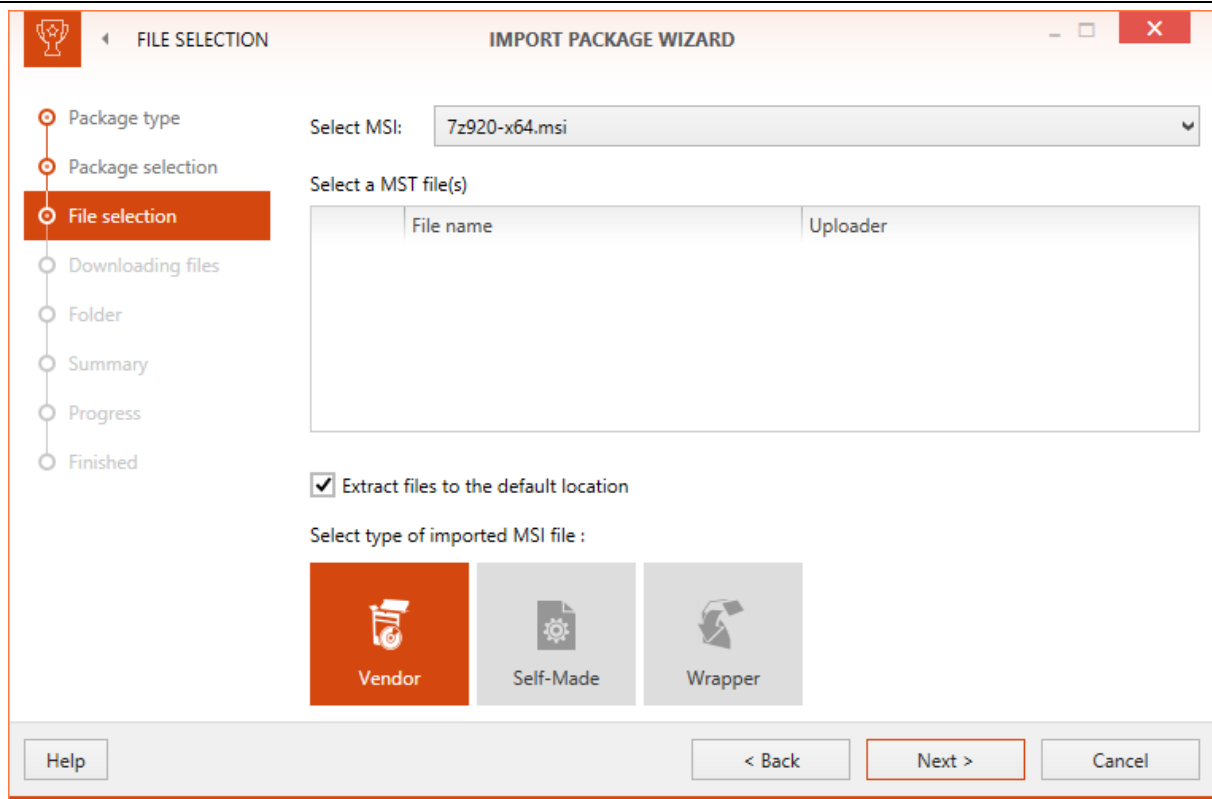 FILE SELECTION
IMPORT PACKAGE WIZARD
Package type
Package selection
File selection
Downloading files
Folder
Summary
Progress
Finished
Select MSI:
7z920-x64.msi
Select a MST file(s)
File name
Uploader
Extract files to the default location
Select type of imported MSI file :
Vendor
Self-Made
Wrapper
Help
< Back
Next >
Cancel